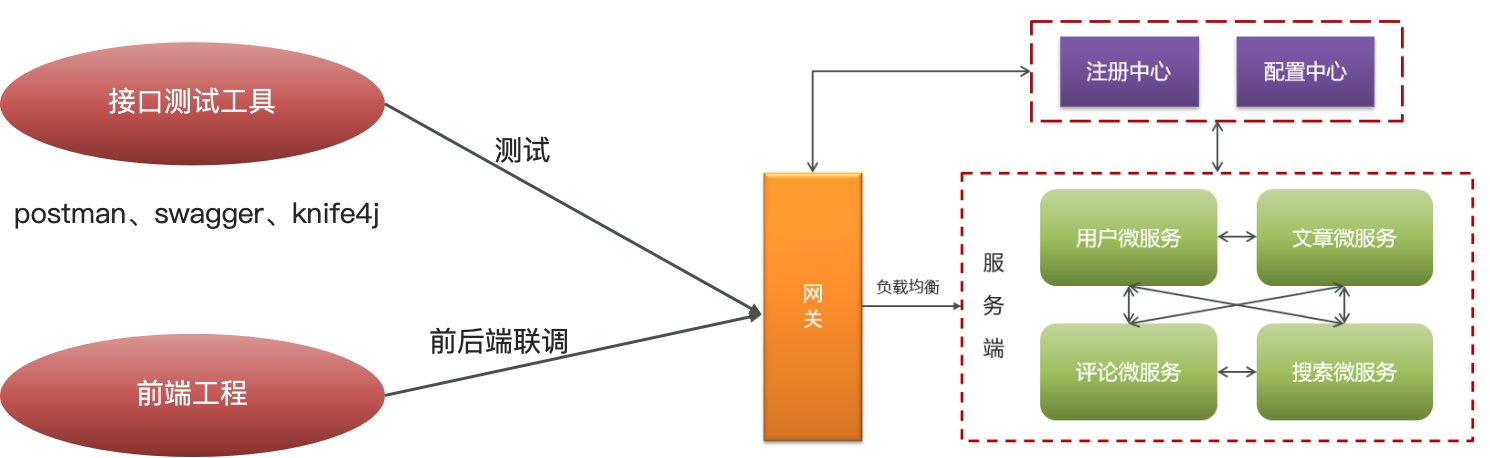 接口测试工具
postman、swagger、knife4j
测试
前后端联调
前端工程
网
关
负载均衡
注册中心
配置中心
服
务
端
用户微服务
文章微服务
评论微服务
搜索微服务